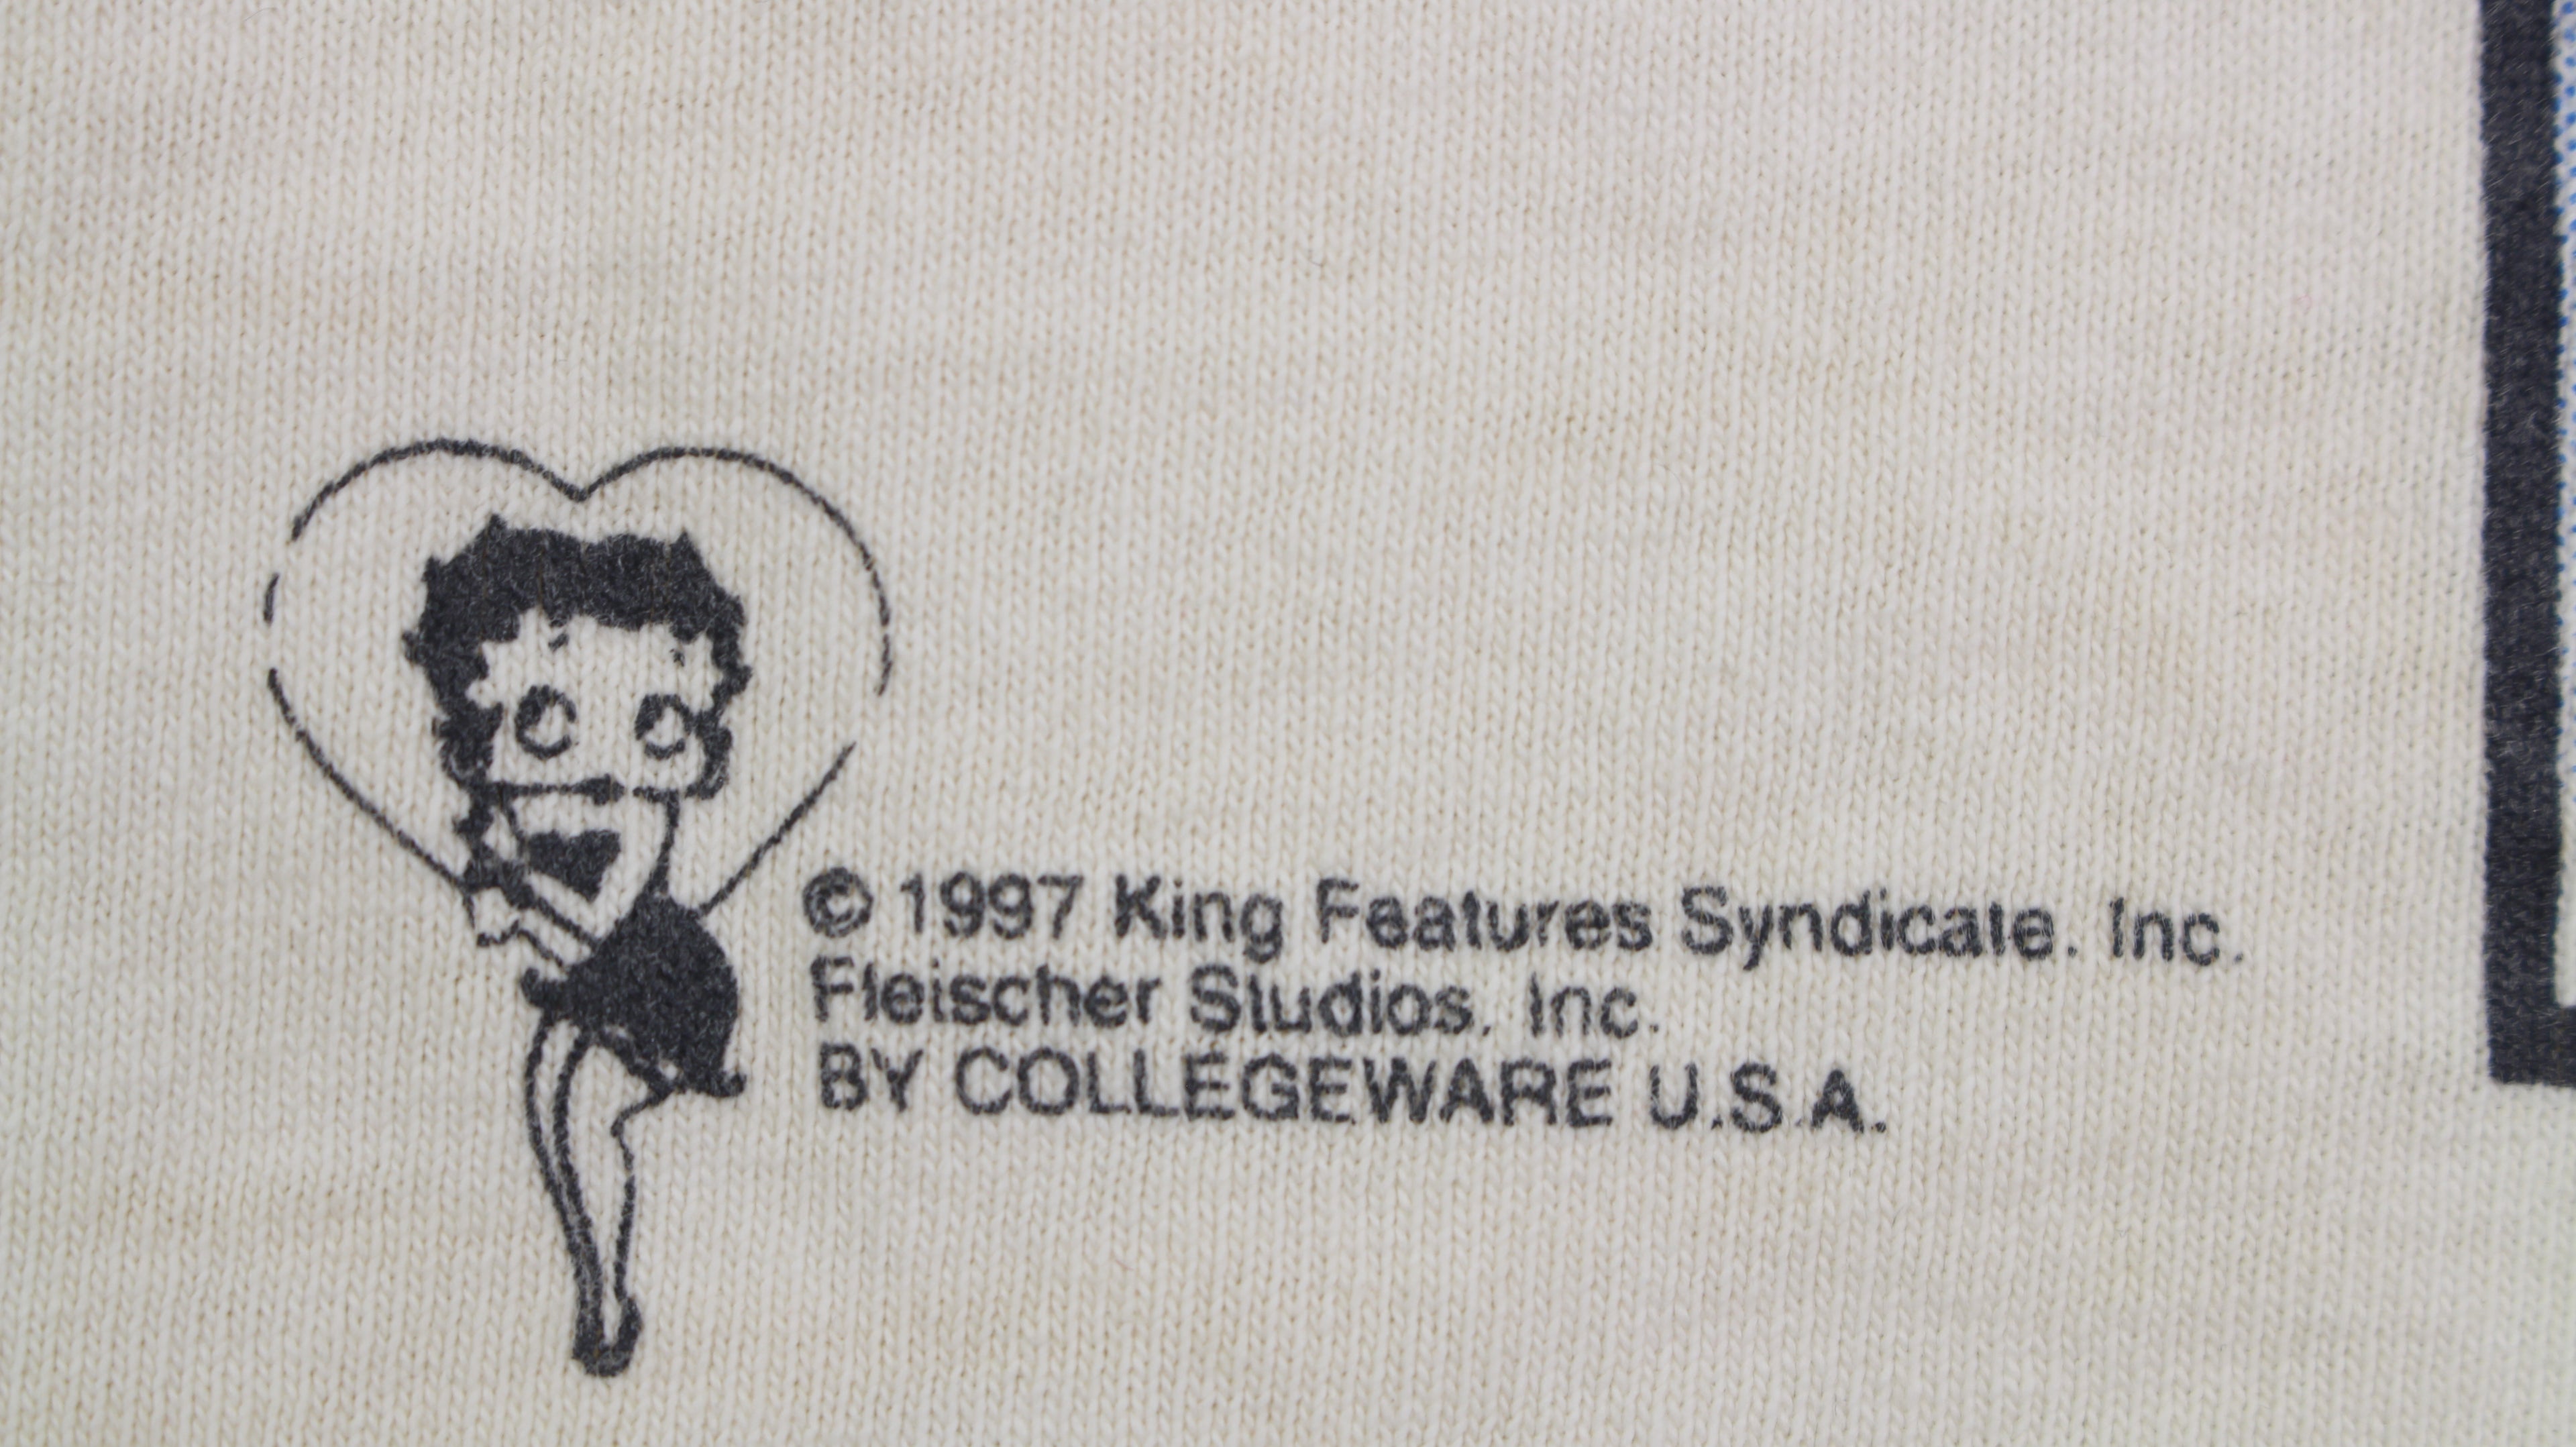 © 1997 King Features Syndicate, Inc.
Fleischer Studios, Inc.
BY COLLEGEWARE U.S.A.